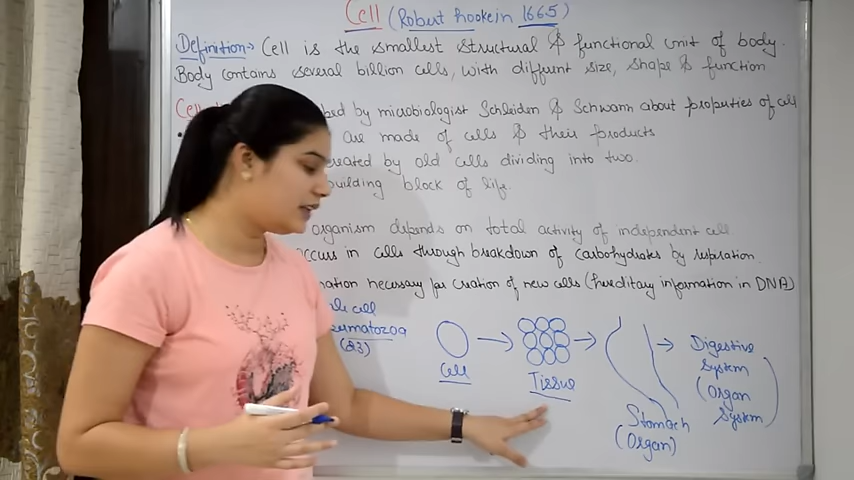 Cell (Robert Hooke in 1665)
Definition→ Cell is the smallest structural & functional unit of body.
Body contains several billion cells, with different size, shape & function
by microbiologist Schleiden & Schwann about properties of cell
are made of cells & their products
created by old cells dividing into two.
building block of life.
organism depends on total activity of independent cell
occurs in cells through breakdown of carbohydrates by respiration.
necessary for creation of new cells (hereditary information in DNA)
cell
(23)
Cell
Tissue
Stomach
(Organ)
Digestive
System
(Organ
System)